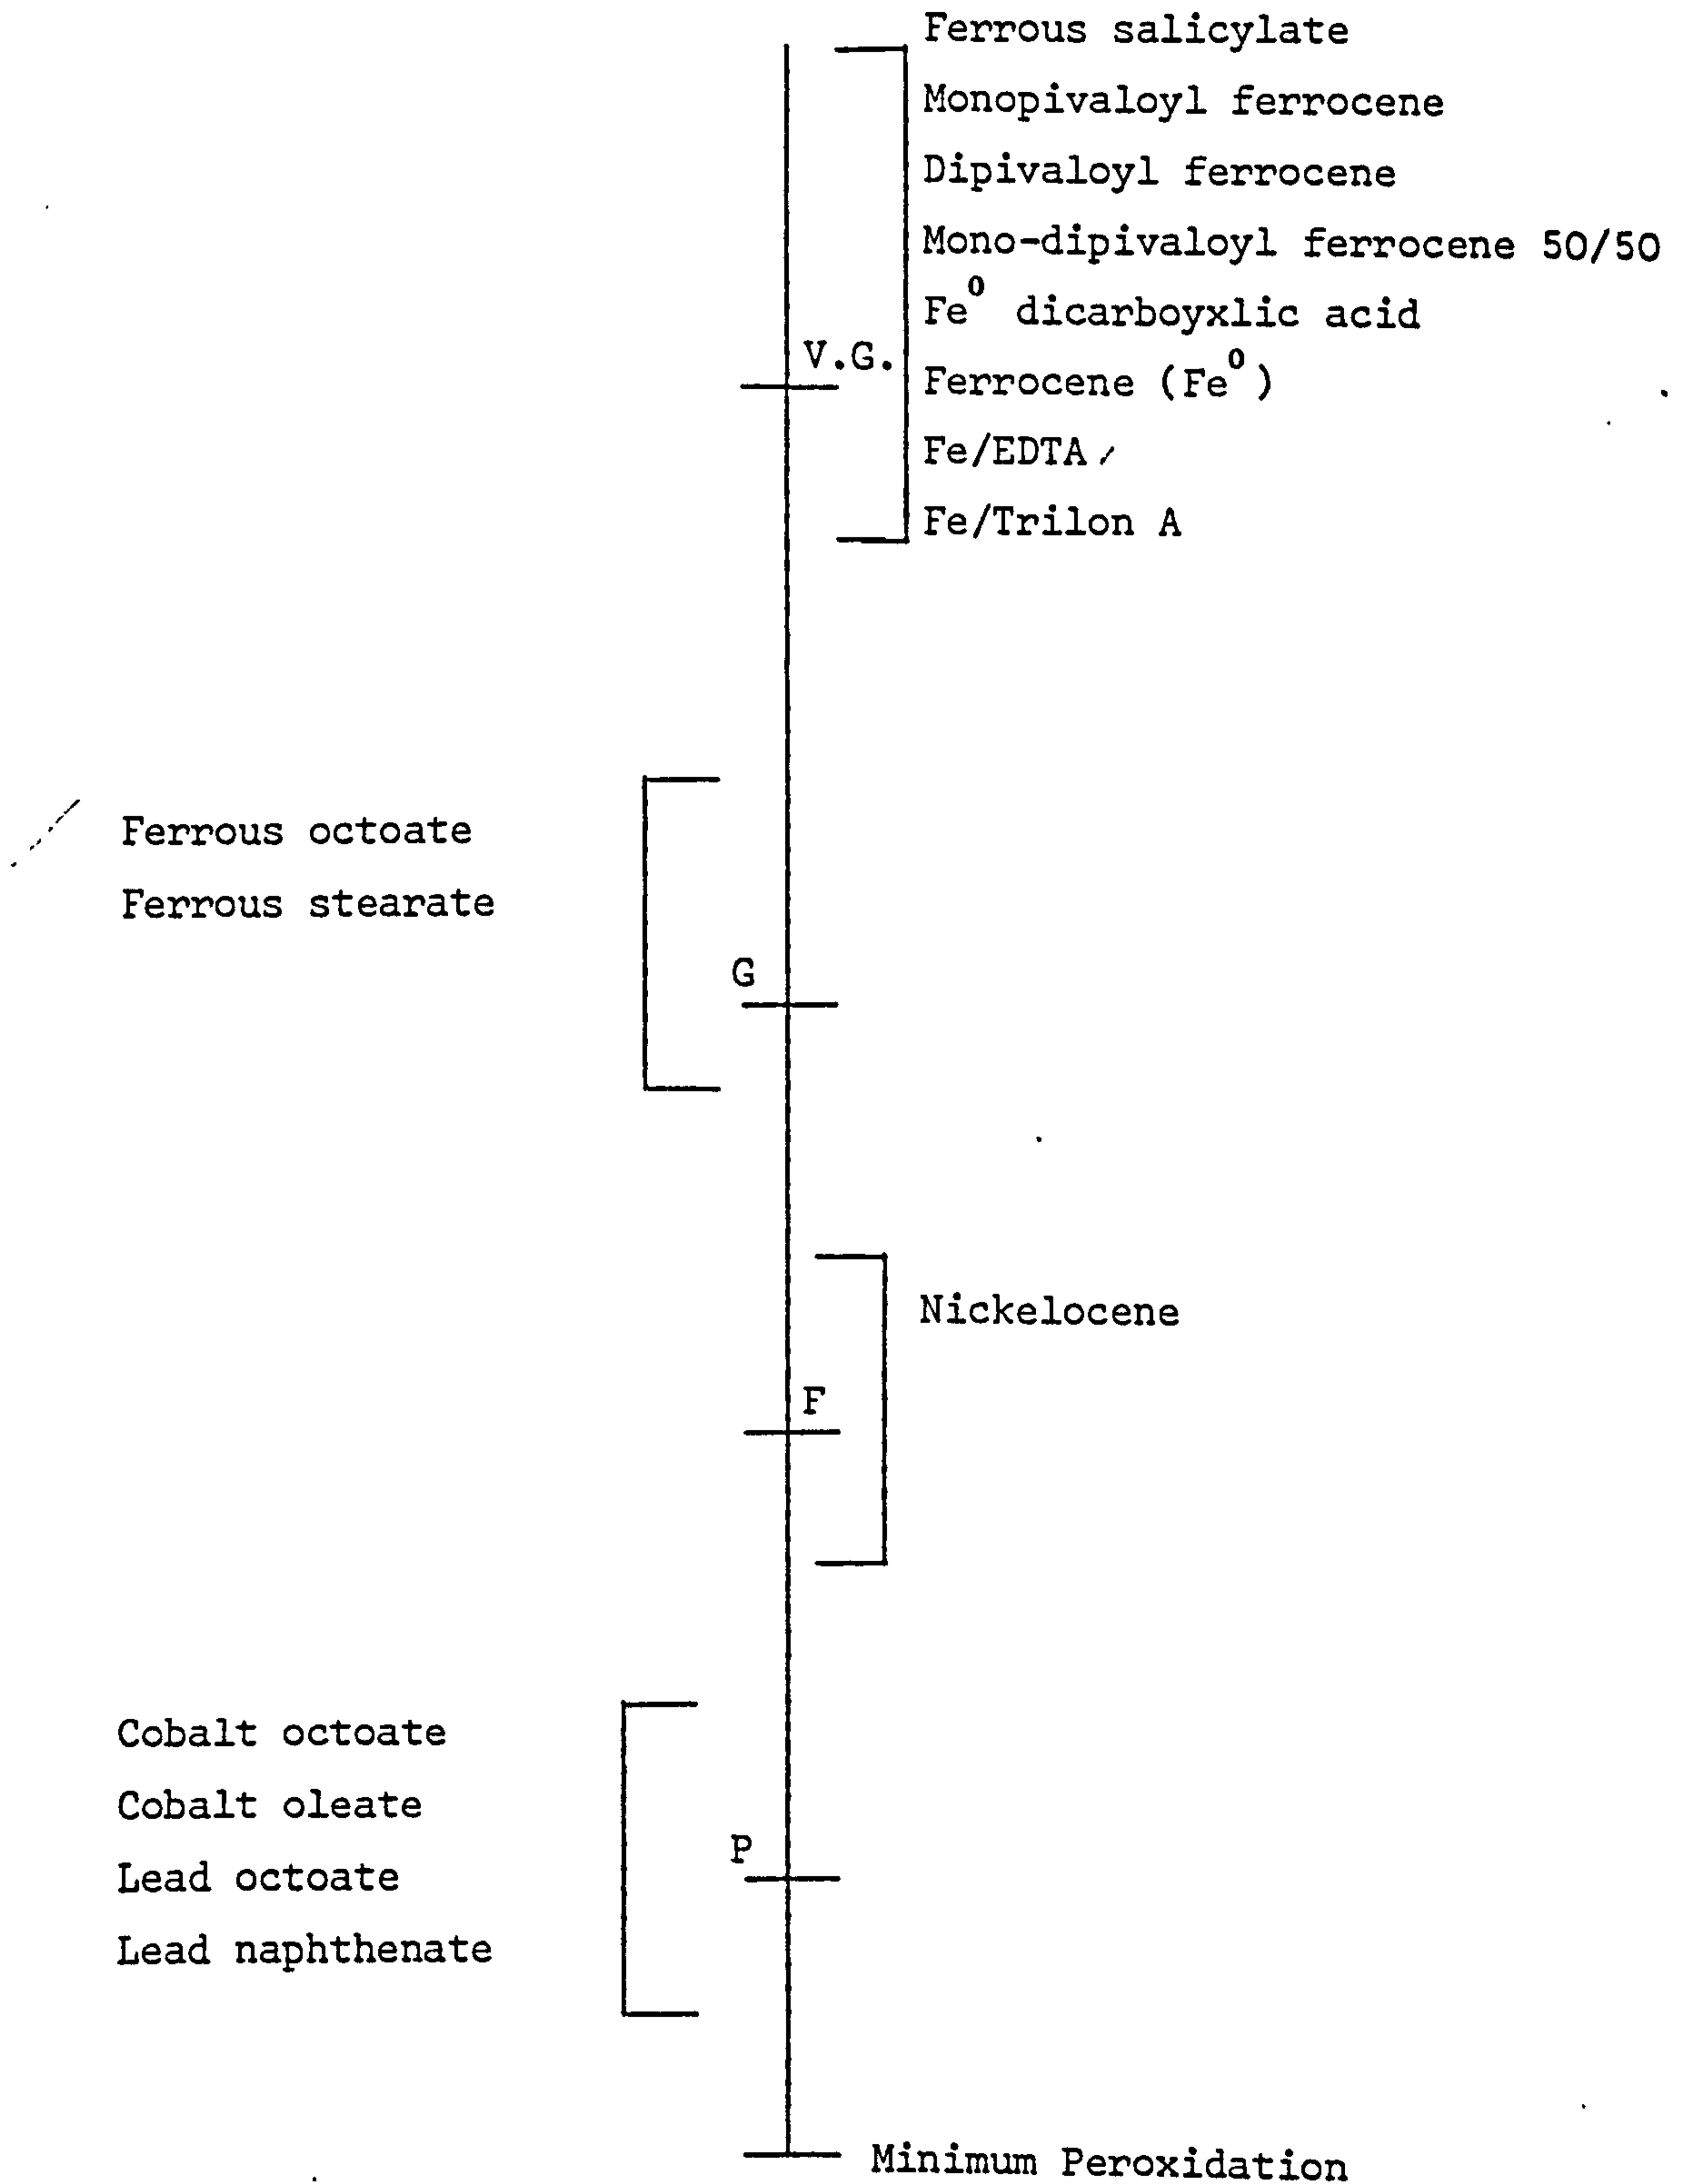 Ferrous salicylate
Monopivaloyl ferrocene
Dipivaloyl ferrocene
Mono-dipivaloyl ferrocene 50/50
Fe⁰ dicarboyxlic acid
V.G.
Ferrocene (Fe⁰)
Fe/EDTA
Fe/Trilon A
Ferrous octoate
Ferrous stearate
G
Nickelocene
F
Cobalt octoate
Cobalt oleate
P
Lead octoate
Lead naphthenate
Minimum Peroxidation